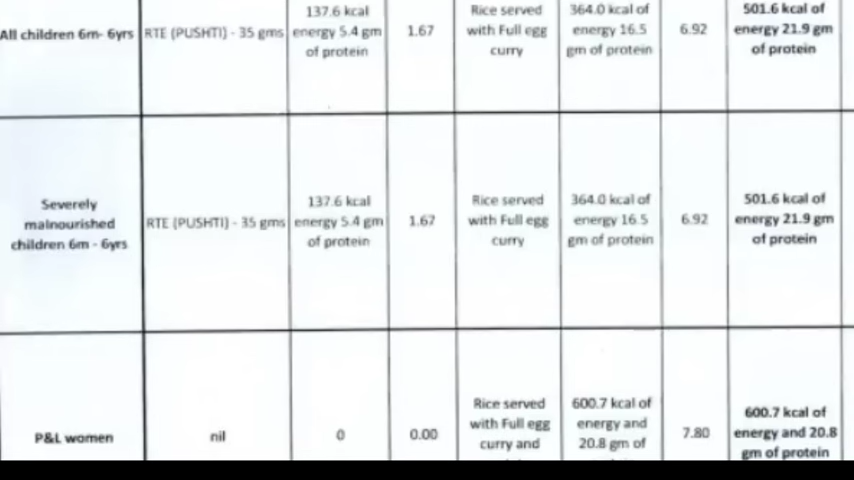 All children 6m- 6yrs
RTE (PUSHTI) - 35 gms
137.6 kcal
energy 5.4 gm
of protein
1.67
Rice served
with Full egg
curry
364.0 kcal of
energy 16.5
gm of protein
6.92
501.6 kcal of
energy 21.9 gm
of protein
Severely
malnourished
children 6m - 6yrs
RTE (PUSHTI) - 35 gms
137.6 kcal
energy 5.4 gm
of protein
1.67
Rice served
with Full egg
curry
364.0 kcal of
energy 16.5
gm of protein
6.92
501.6 kcal of
energy 21.9 gm
of protein
P&L women
nil
0
0.00
Rice served
with Full egg
curry and
600.7 kcal of
energy and
20.8 gm of
7.80
600.7 kcal of
energy and 20.8
gm of protein